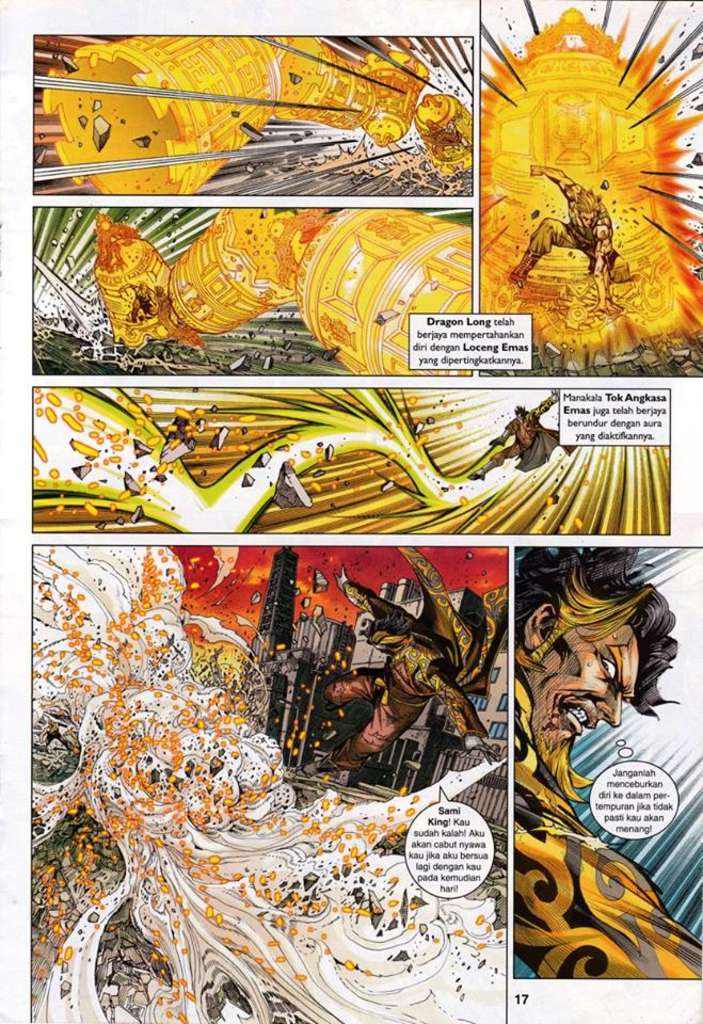 Dragon Long telah
berjaya mempertahankan
diri dengan Loceng Emas
yang dipertingkatkannya.
Manakala Tok Angkasa
Emas juga telah berjaya
berundur dengan aura
yang diaktifkannya.
Sami
King! Kau
sudah kalah! Aku
akan cabut nyawa
kau jika aku bersua
lagi dengan kau
pada kemudian
hari!
Janganlah
menceburkan
diri ke dalam per-
tempuran jika tidak
pasti kau akan
menang!
17